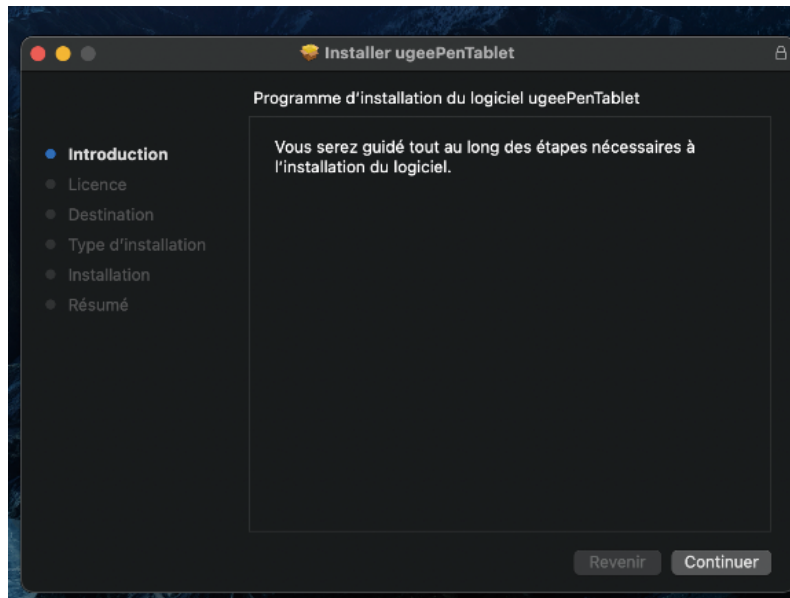 Installer ugeePenTablet
Programme d'installation du logiciel ugeePenTablet
Introduction
Licence
Destination
Type d'installation
Installation
Résumé
Vous serez guidé tout au long des étapes nécessaires à
l'installation du logiciel.
Revenir
Continuer